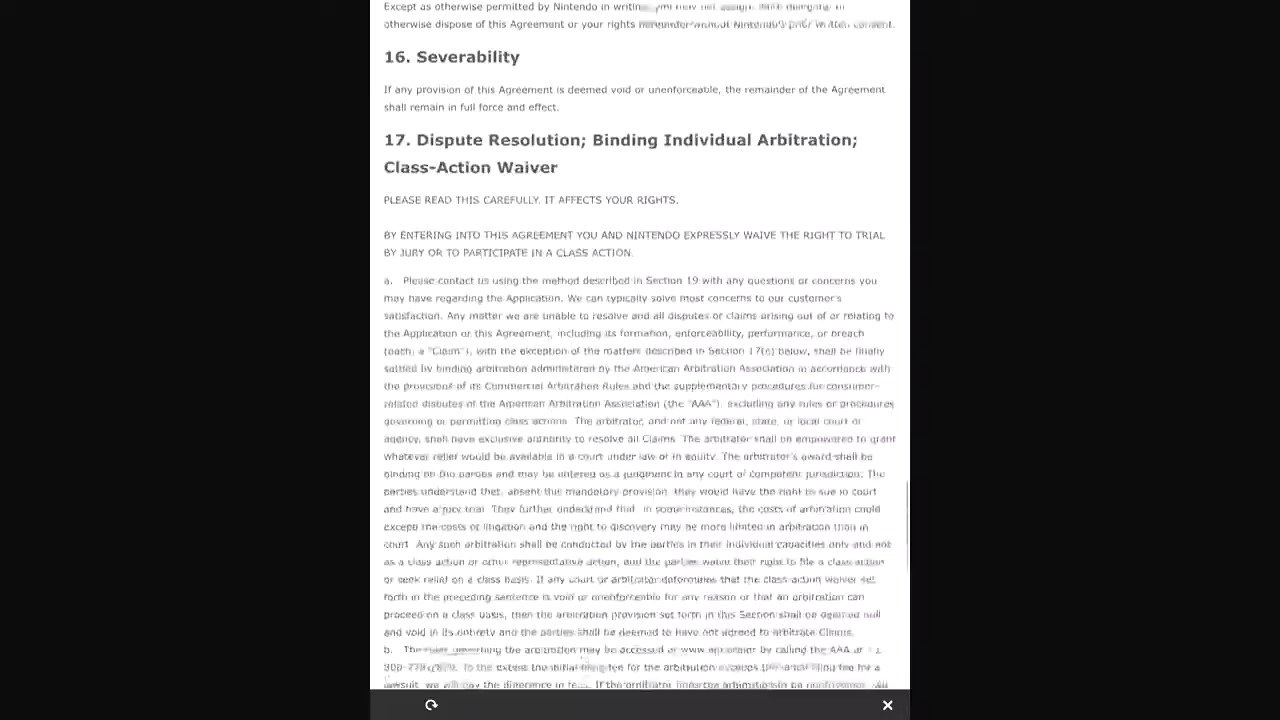 Except as otherwise permitted by Nintendo in
otherwise dispose of this Agreement or your rights hereunder without Nintendo's prior written consent.
16. Severability
If any provision of this Agreement is deemed void or unenforceable, the remainder of the Agreement
shall remain in full force and effect.
17. Dispute Resolution; Binding Individual Arbitration;
Class-Action Waiver
PLEASE READ THIS CAREFULLY. IT AFFECTS YOUR RIGHTS.
BY ENTERING INTO THIS AGREEMENT YOU AND NINTENDO EXPRESSLY WAIVE THE RIGHT TO TRIAL
BY JURY OR TO PARTICIPATE IN A CLASS ACTION.
a. Please contact us using the method described in Section 19 with any questions or concerns you
may have regarding the Application. We can typically solve most concerns to our customer's
satisfaction. Any matter we are unable to resolve and all disputes or claims arising out of or relating to
the Application or this Agreement, including its formation, enforceability, performance, or breach
(each, a "Claim"), with the exception of the matters described in Section below, shall be finally
settled by binding arbitration administered by the American Arbitration Association in accordance with
the provision of its Commercial Arbitration Rules and the supplementary procedures for consumer-
related disputes of the American Arbitration Association (the "AAA"), excluding any rules or procedures
governing or permitting class actions. The arbitrator, and not any federal, state, or local court or
agency, shall have exclusive authority to resolve all Claims. The arbitrator shall be empowered to grant
whatever relief would be available in a court under law or in equity. The arbitrator's award shall be
binding on the parties and may be entered as a judgment in any court of competent jurisdiction. The
parties understand that, absent this mandatory provision, they would have the right to sue in court
and have a jury trial. They further understand that, in some instances, the costs of arbitration could
except the costs of litigation and the right to discovery may be more limited in arbitration than in
court. Any such arbitration shall be conducted by the parties in their individual capacities only and not
as a class action or other representative action, and the parties waive their right to file a class action
or seek relief on a class basis. If any court or arbitrator determines that the class-action waiver set
forth in the preceding sentence is void or unenforceable for any reason or that an arbitration can
proceed on a class basis, then the arbitration provision set forth in this Section shall be deemed null
and void in its entirety and the parties shall be deemed to have not agreed to arbitrate Claims.
b. The rules governing the arbitration may be accessed at or by calling the AAA at
To the extent the initial filing fee for the arbitration exceeds the initial filing fee for a
lawsuit, we will pay the difference in If the arbitrator